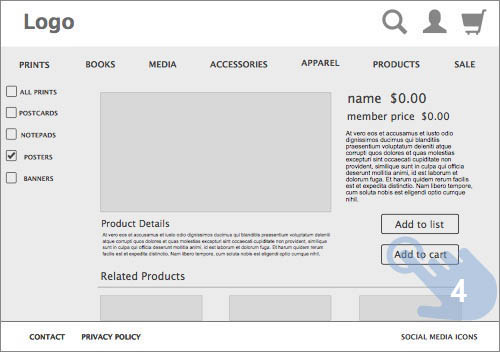 Logo
PRINTS BOOKS MEDIA ACCESSORIES APPAREL PRODUCTS SALE
ALL PRINTS
POSTCARDS
NOTEPADS
POSTERS
BANNERS
name $0.00
member price $0.00
At vero eos et accusamus et iusto odio
dignissimos ducimus qui blanditiis
praesentium voluptatum deleniti atque
corrupti quos dolores et quas molestias
excepturi sint occaecati cupiditate non
provident, similique sunt in culpa qui officia
deserunt mollitia animi, id est laborum et
dolorum fuga. Et harum quidem rerum facilis
est et expedita distinctio. Nam libero tempore,
cum soluta nobis est eligendi optio cumque
nihil.
Add to list
Add to cart
4
Product Details
At vero eos et accusamus et iusto odio dignissimos ducimus qui blanditiis praesentium voluptatum deleniti
atque corrupti quos dolores et quas molestias excepturi sint occaecati cupiditate non provident, similique
sunt in culpa qui officia deserunt mollitia animi, id est laborum et dolorum fuga. Et harum quidem rerum
facilis est et expedita distinctio. Nam libero tempore, cum soluta nobis est eligendi optio cumque nihil.
Related Products
CONTACT PRIVACY POLICY SOCIAL MEDIA ICONS